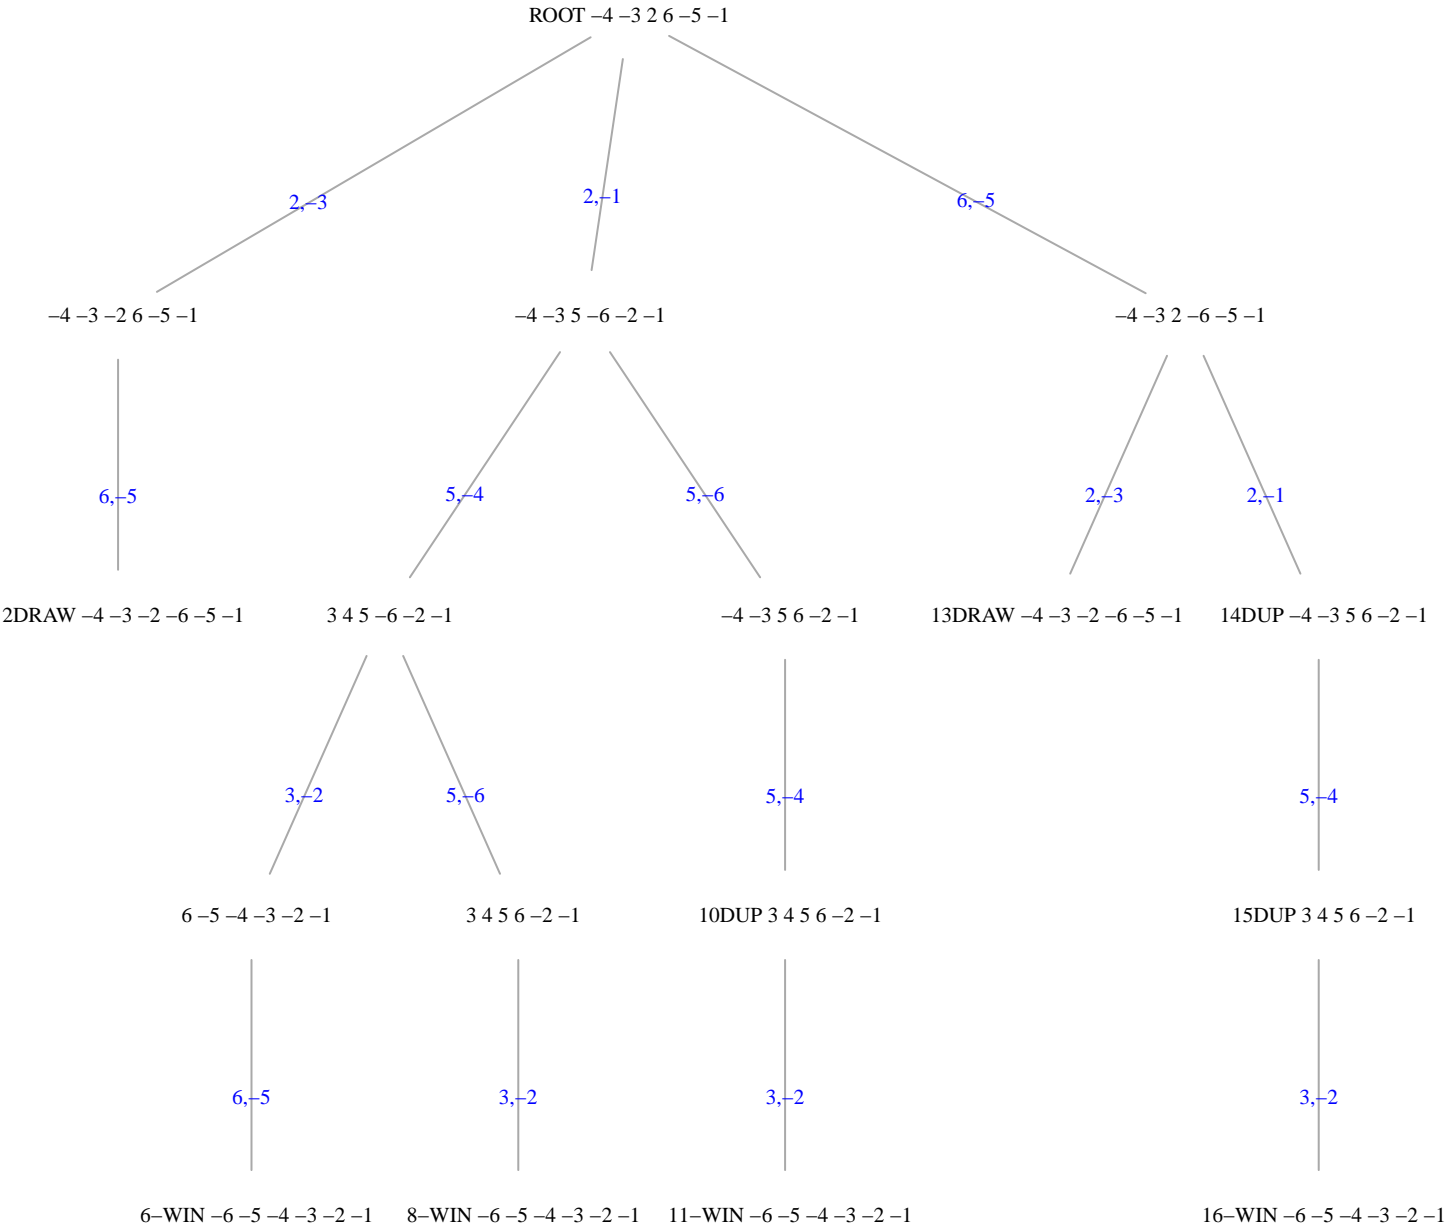 ROOT –4 –3 2 6 –5 –1
2,–3
2,–1
6,–5
–4 –3 –2 6 –5 –1
–4 –3 5 –6 –2 –1
–4 –3 2 –6 –5 –1
6,–5
5,–4
5,–6
2,–3
2,–1
2DRAW –4 –3 –2 –6 –5 –1
3 4 5 –6 –2 –1
–4 –3 5 6 –2 –1
13DRAW –4 –3 –2 –6 –5 –1
14DUP –4 –3 5 6 –2 –1
3,–2
5,–6
5,–4
5,–4
6 –5 –4 –3 –2 –1
3 4 5 6 –2 –1
10DUP 3 4 5 6 –2 –1
15DUP 3 4 5 6 –2 –1
6,–5
3,–2
3,–2
3,–2
6–WIN –6 –5 –4 –3 –2 –1
8–WIN –6 –5 –4 –3 –2 –1
11–WIN –6 –5 –4 –3 –2 –1
16–WIN –6 –5 –4 –3 –2 –1